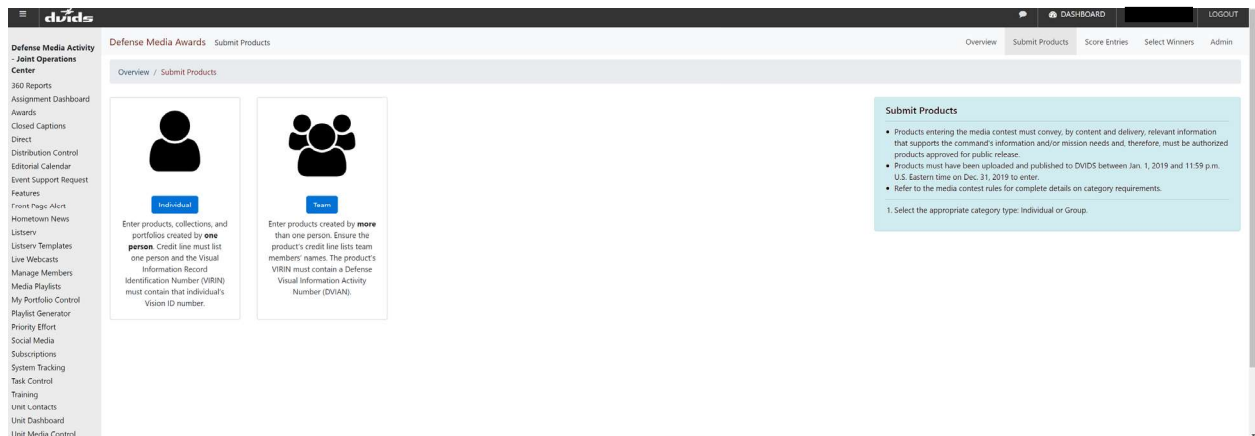 dvids
DASHBOARD
LOGOUT
Defense Media Activity
- Joint Operations
Center
360 Reports
Assignment Dashboard
Awards
Closed Captions
Direct
Distribution Control
Editorial Calendar
Event Support Request
Features
Front Page Alert
Hometown News
Listserv
Listserv Templates
Live Webcasts
Manage Members
Media Playlists
My Portfolio Control
Playlist Generator
Priority Effort
Social Media
Subscriptions
System Tracking
Task Control
Training
Unit Contacts
Unit Dashboard
Unit Media Control
Defense Media Awards Submit Products
Overview Submit Products Score Entries Select Winners Admin
Overview / Submit Products
Individual
Enter products, collections, and
portfolios created by one
person. Credit line must list
one person and the Visual
Information Record
Identification Number (VIRIN)
must contain that individual's
Vision ID number.
Team
Enter products created by more
than one person. Ensure the
product's credit line lists team
members' names. The product's
VIRIN must contain a Defense
Visual Information Activity
Number (DVIAN).
Submit Products
• Products entering the media contest must convey, by content and delivery, relevant information
that supports the command's information and/or mission needs and, therefore, must be authorized
products approved for public release.
• Products must have been uploaded and published to DVIDS between Jan. 1, 2019 and 11:59 p.m.
U.S. Eastern time on Dec. 31, 2019 to enter.
• Refer to the media contest rules for complete details on category requirements.
1. Select the appropriate category type: Individual or Group.